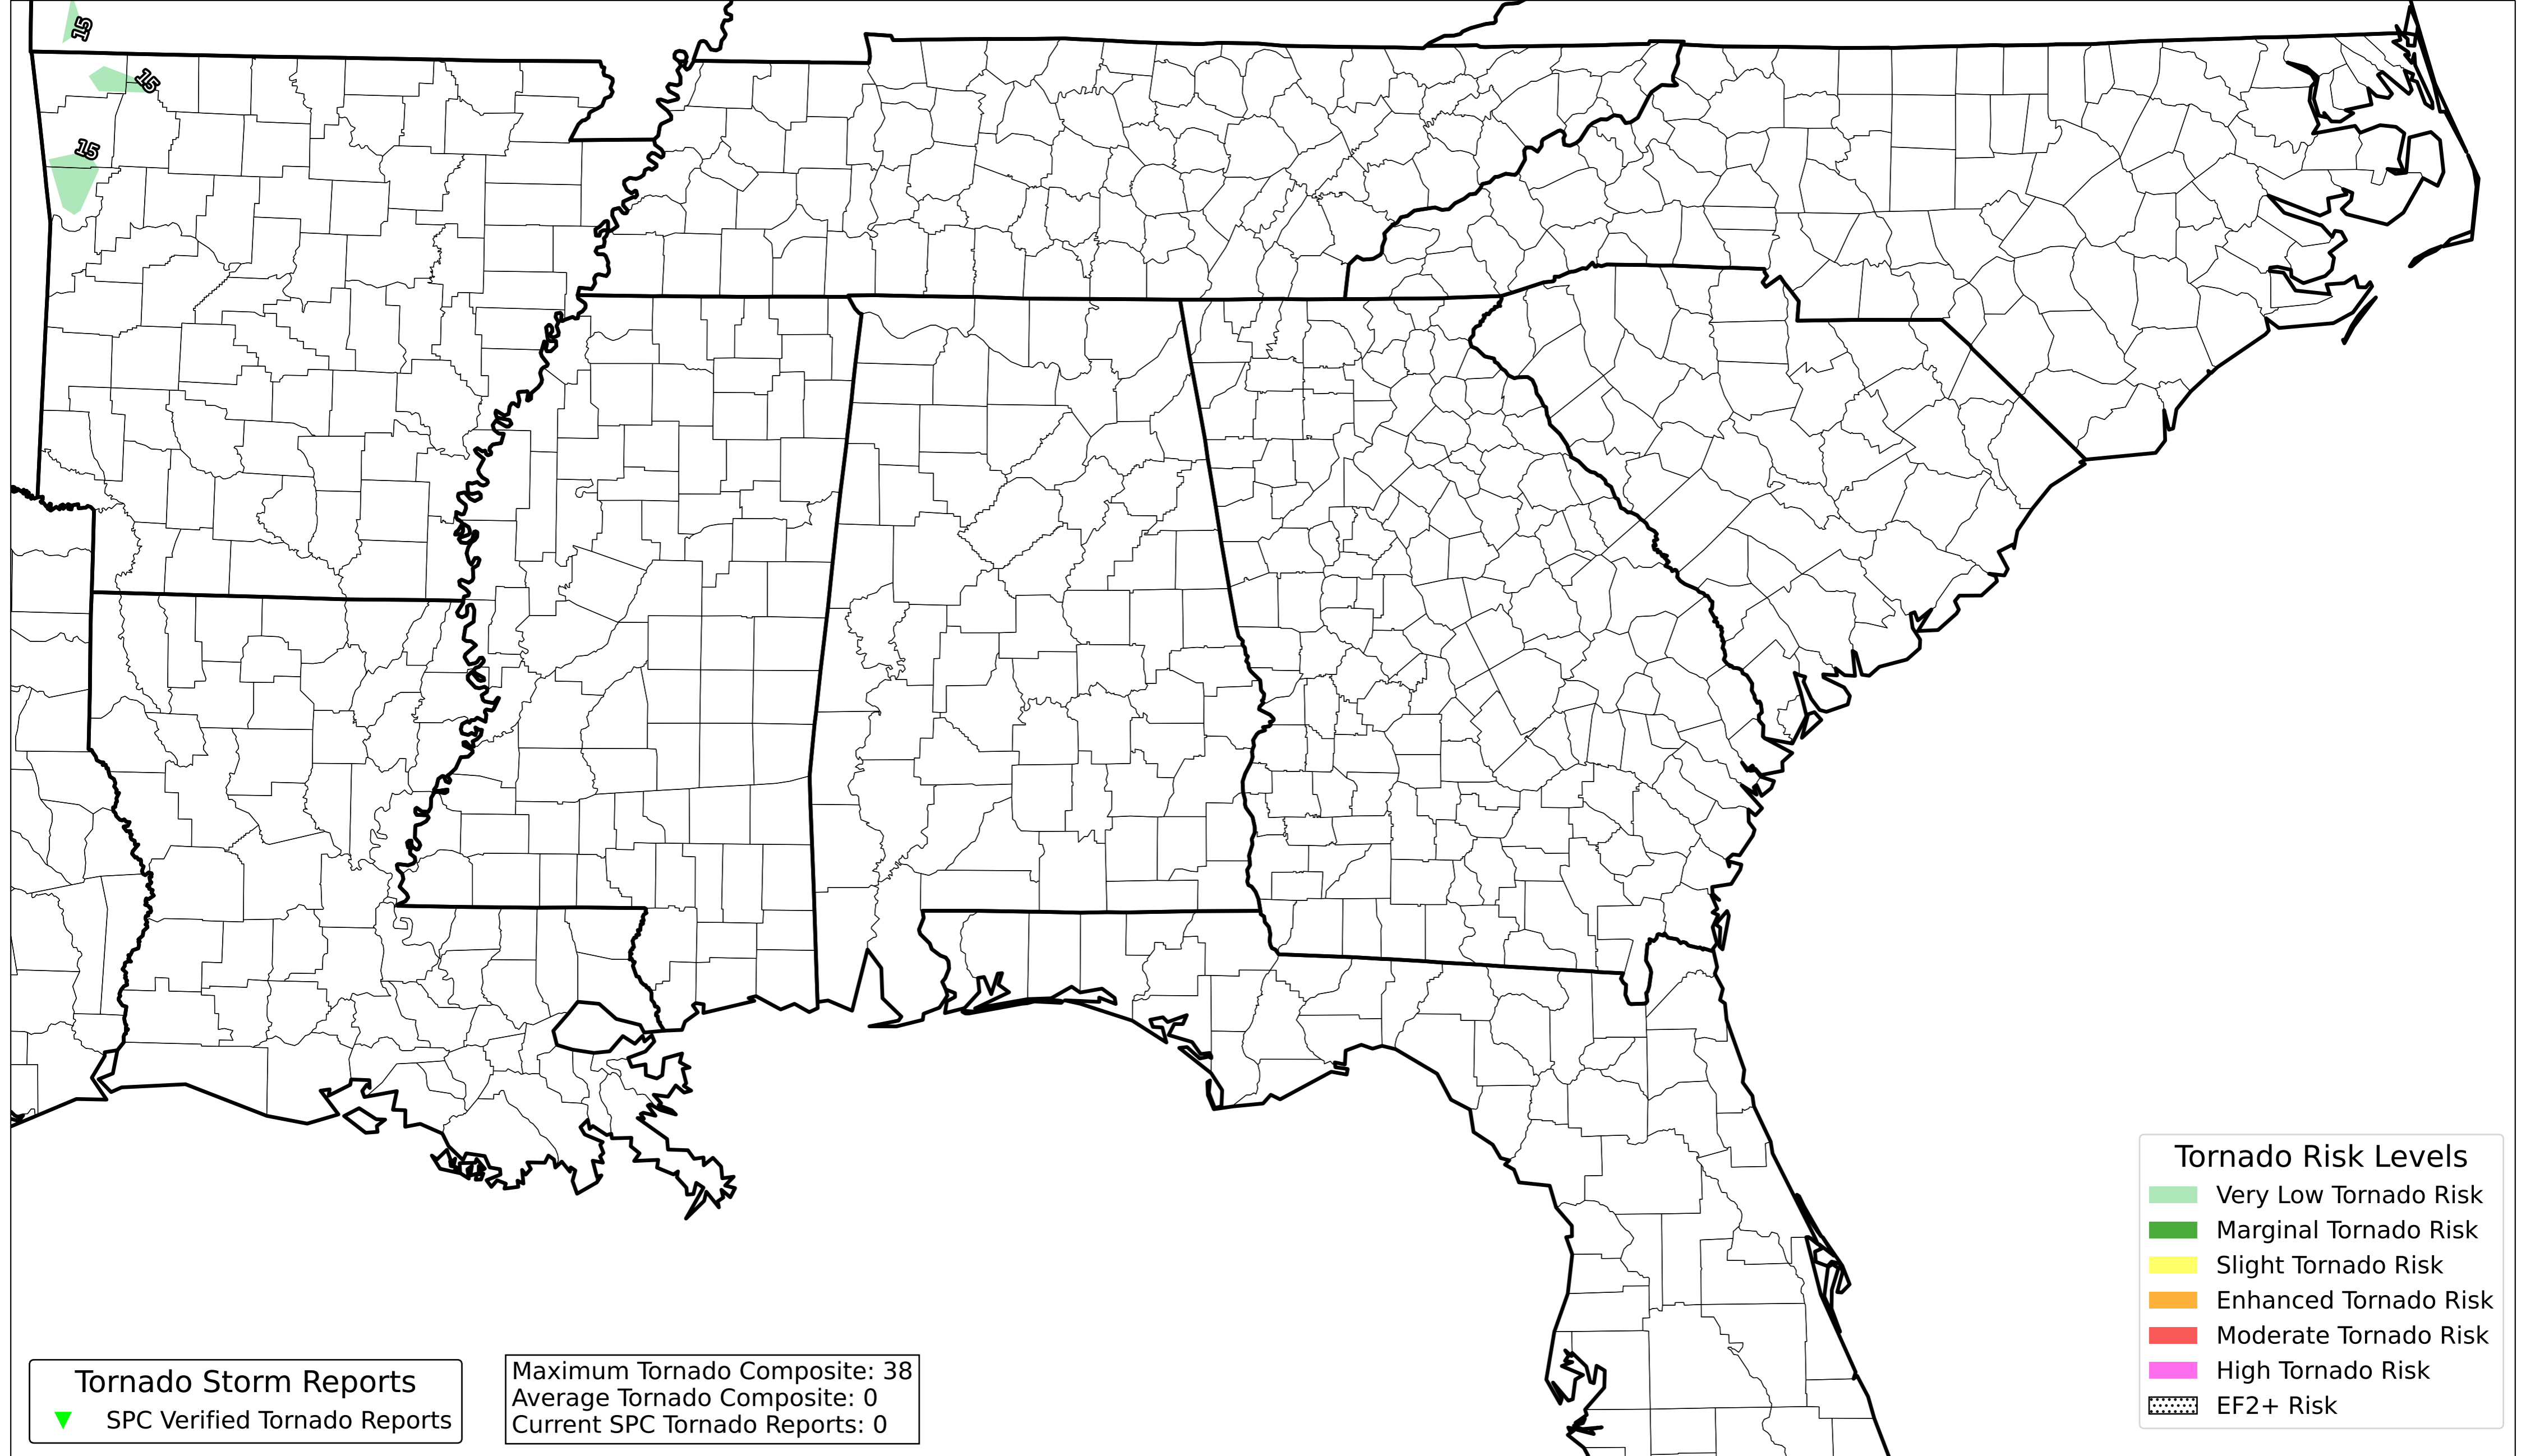 15
15
15
Tornado Risk Levels
Very Low Tornado Risk
Marginal Tornado Risk
Slight Tornado Risk
Enhanced Tornado Risk
Moderate Tornado Risk
High Tornado Risk
EF2+ Risk
Tornado Storm Reports
SPC Verified Tornado Reports
Maximum Tornado Composite: 38
Average Tornado Composite: 0
Current SPC Tornado Reports: 0